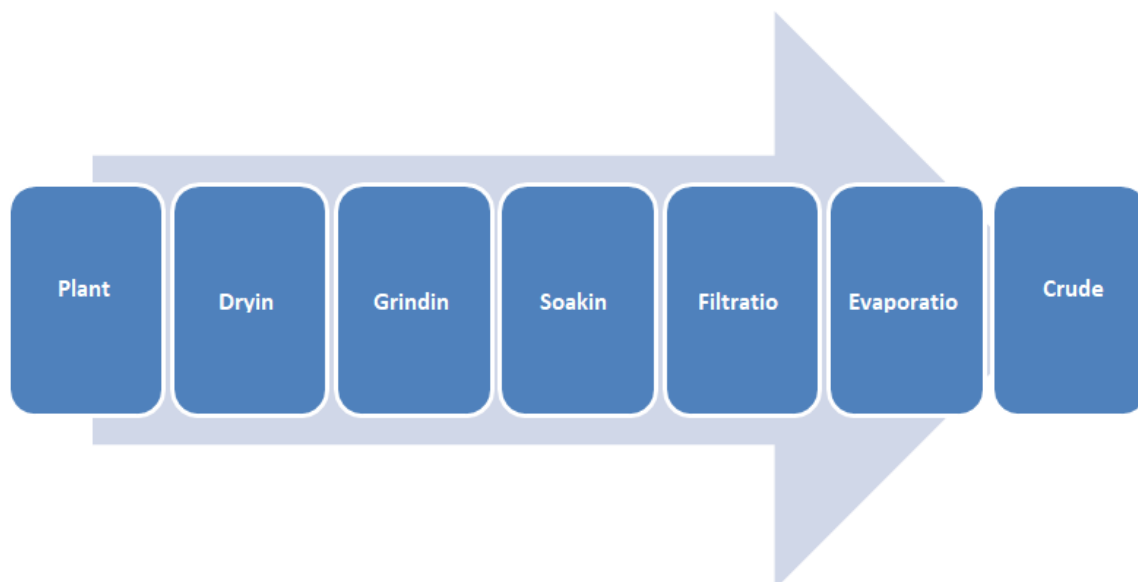 Plant
Dryin
Grindin
Soakin
Filtratio
Evaporatio
Crude